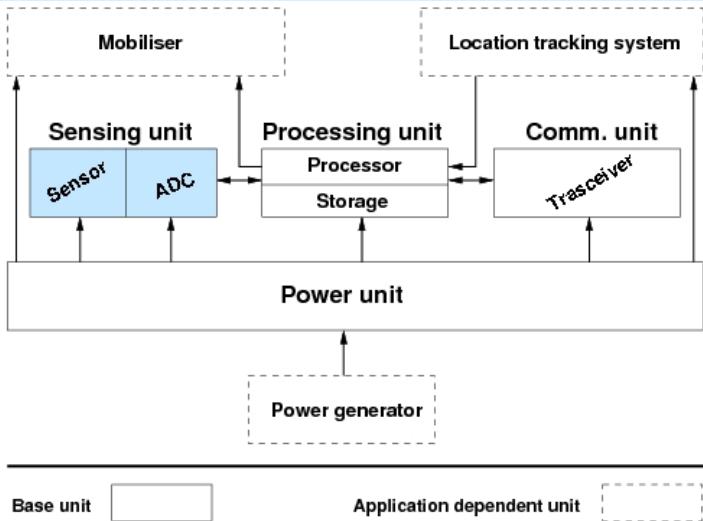 Mobiliser
Location tracking system
Sensing unit
Processing unit
Comm. unit
Sensor
ADC
Processor
Storage
Trasceiver
Power unit
Power generator
Base unit
Application dependent unit